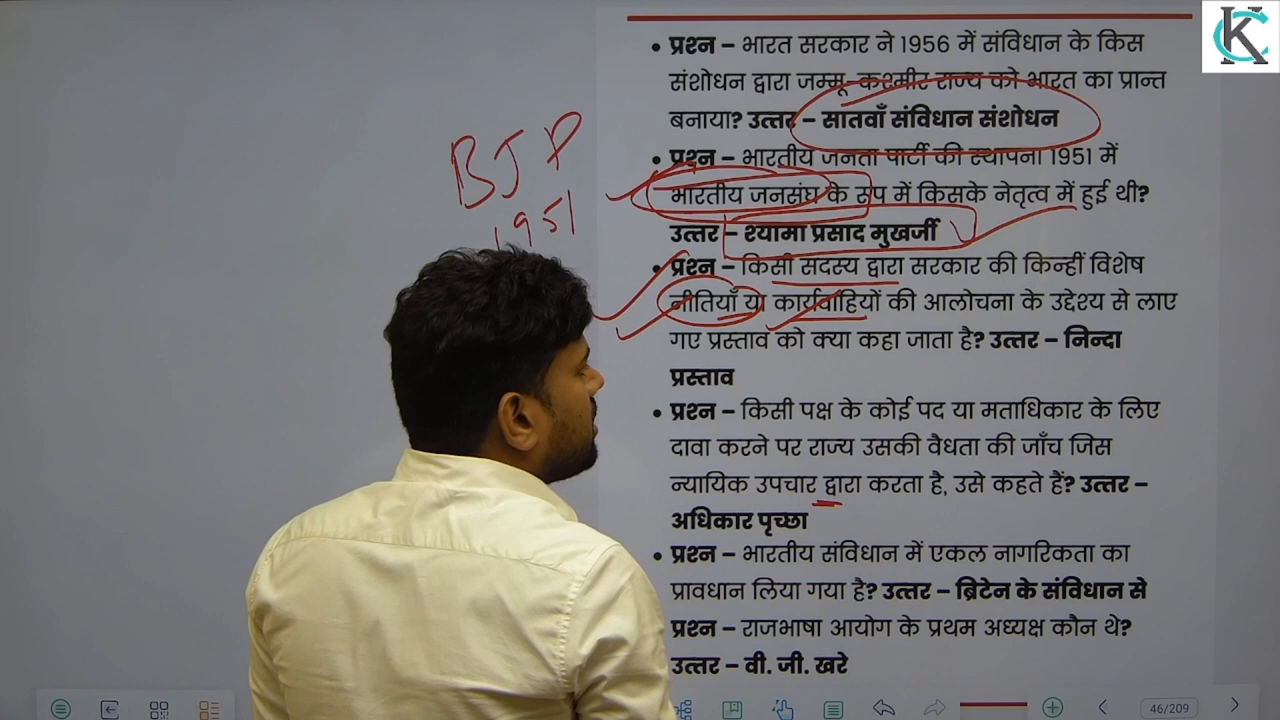 • प्रश्न – भारत सरकार ने 1956 में संविधान के किस
संशोधन द्वारा जम्मू-कश्मीर राज्य को भारत का प्रान्त
बनाया? उत्तर – सातवाँ संविधान संशोधन
• प्रश्न – भारतीय जनता पार्टी की स्थापना 1951 में
भारतीय जनसंघ के रूप में किसके नेतृत्व में हुई थी?
उत्तर – श्यामा प्रसाद मुखर्जी
• प्रश्न – किसी सदस्य द्वारा सरकार की किन्हीं विशेष
नीतियाँ या कार्यवाहियों की आलोचना के उद्देश्य से लाए
गए प्रस्ताव को क्या कहा जाता है? उत्तर – निन्दा
प्रस्ताव
• प्रश्न – किसी पक्ष के कोई पद या मताधिकार के लिए
दावा करने पर राज्य उसकी वैधता की जाँच जिस
न्यायिक उपचार द्वारा करता है, उसे कहते हैं? उत्तर –
अधिकार पृच्छा
• प्रश्न – भारतीय संविधान में एकल नागरिकता का
प्रावधान लिया गया है? उत्तर – ब्रिटेन के संविधान से
प्रश्न – राजभाषा आयोग के प्रथम अध्यक्ष कौन थे?
उत्तर – वी. जी. खरे
BJP
1951
KC
46/209